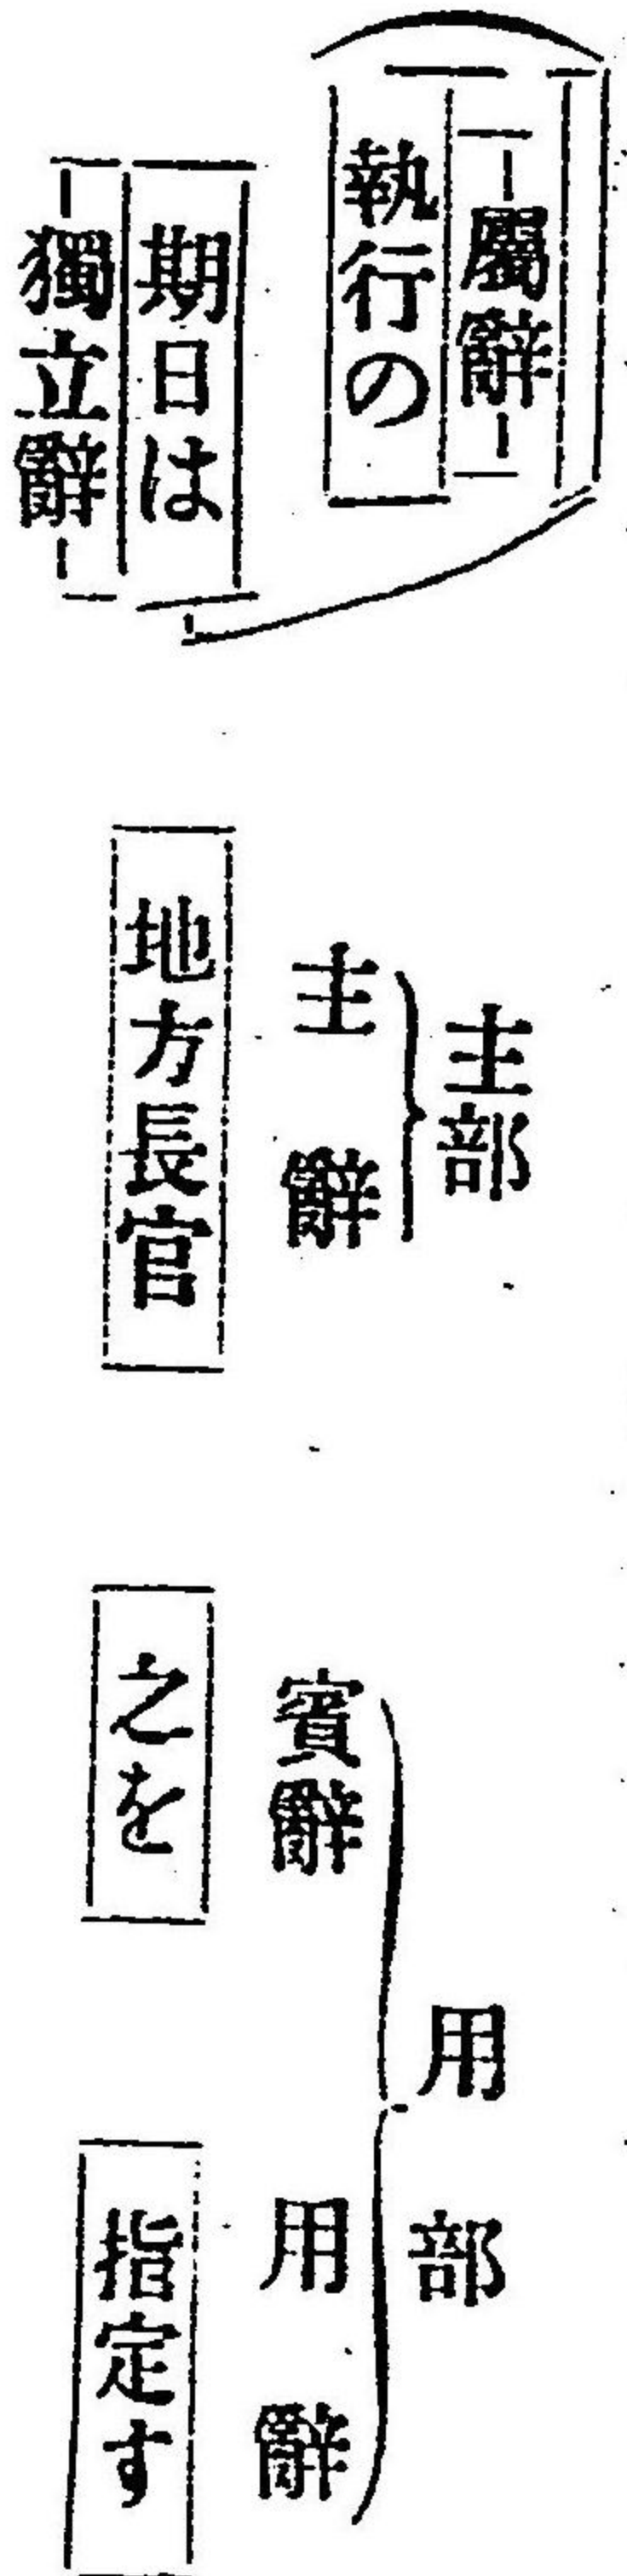 屬辭
執行の
期日は
獨立辭
主部
主辭
地方長官
用部
賓辭
之を
用辭
指定す